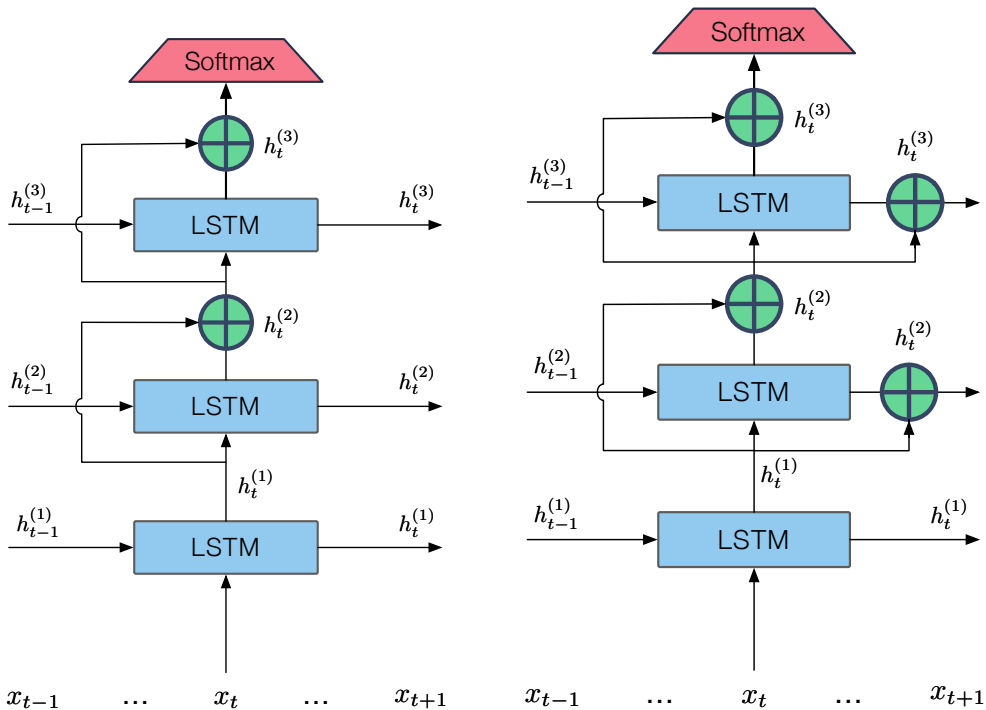 Softmax
h_t^{(3)}
h_{t-1}^{(3)}
LSTM
h_t^{(3)}
h_t^{(2)}
h_{t-1}^{(2)}
LSTM
h_t^{(2)}
h_t^{(1)}
h_{t-1}^{(1)}
LSTM
h_t^{(1)}
x_{t-1} ... x_t ... x_{t+1}
Softmax
h_t^{(3)}
h_t^{(3)}
h_{t-1}^{(3)}
LSTM
h_t^{(2)}
h_t^{(2)}
h_{t-1}^{(2)}
LSTM
h_t^{(1)}
h_{t-1}^{(1)}
LSTM
h_t^{(1)}
x_{t-1} ... x_t ... x_{t+1}